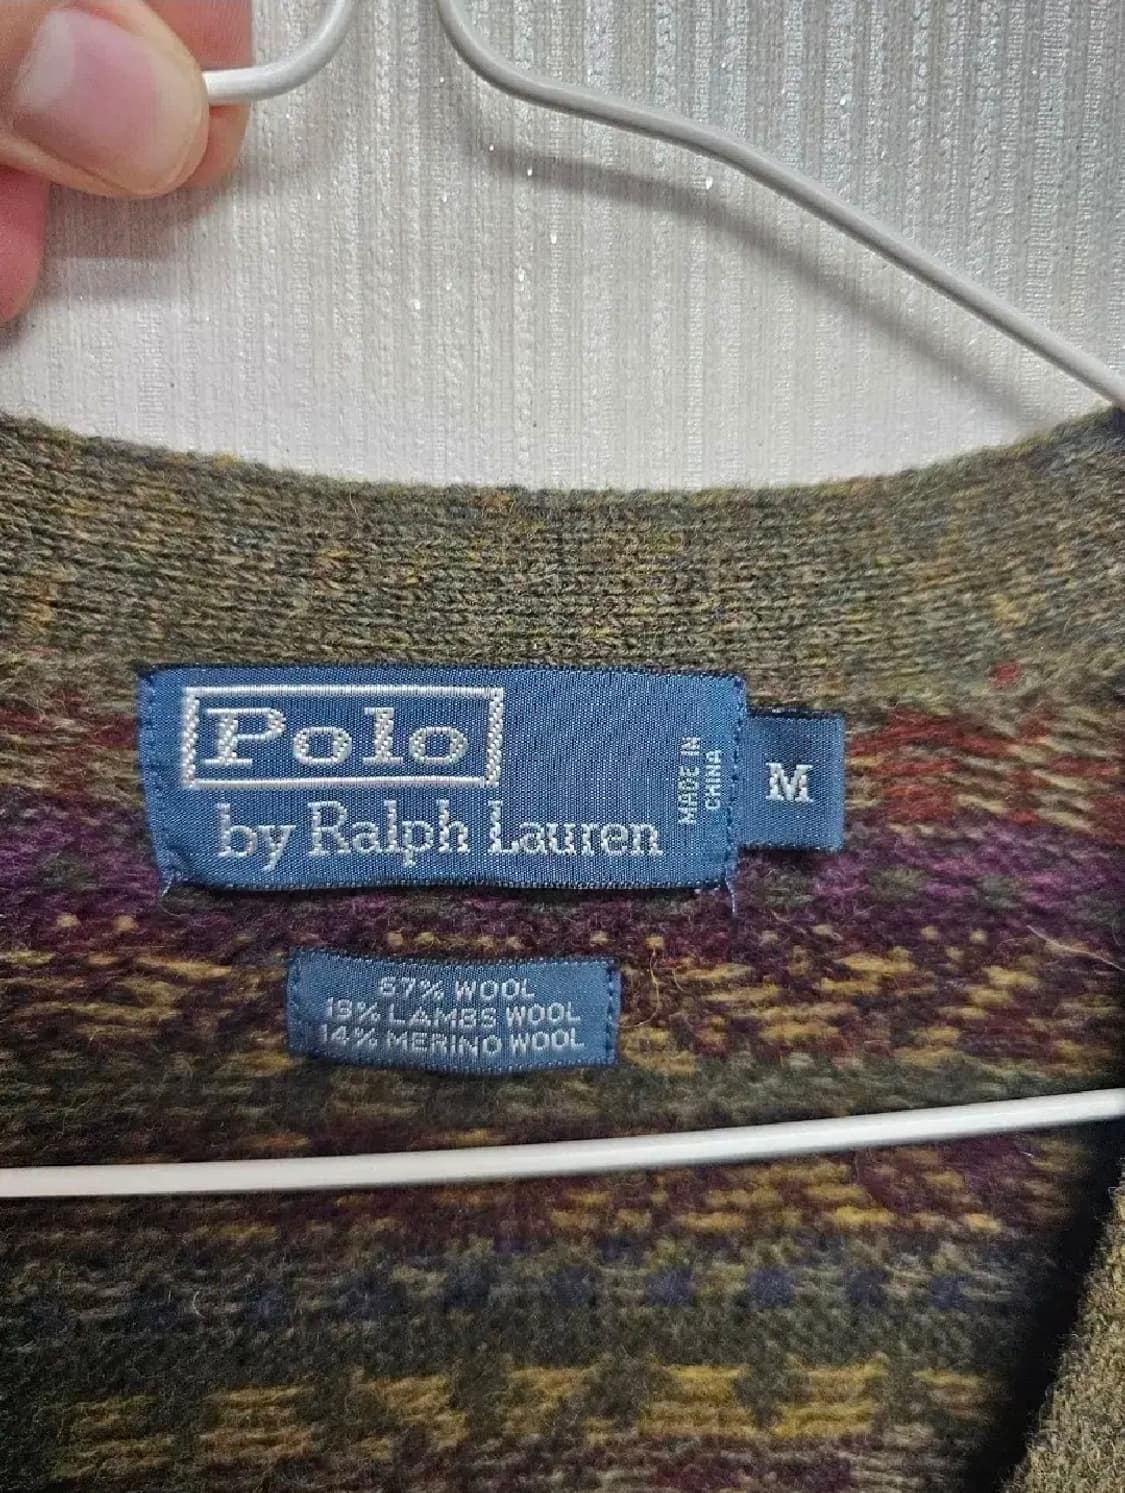 Polo
by Ralph Lauren
MADE IN
CHINA
M
67% WOOL
19% LAMBS WOOL
14% MERINO WOOL